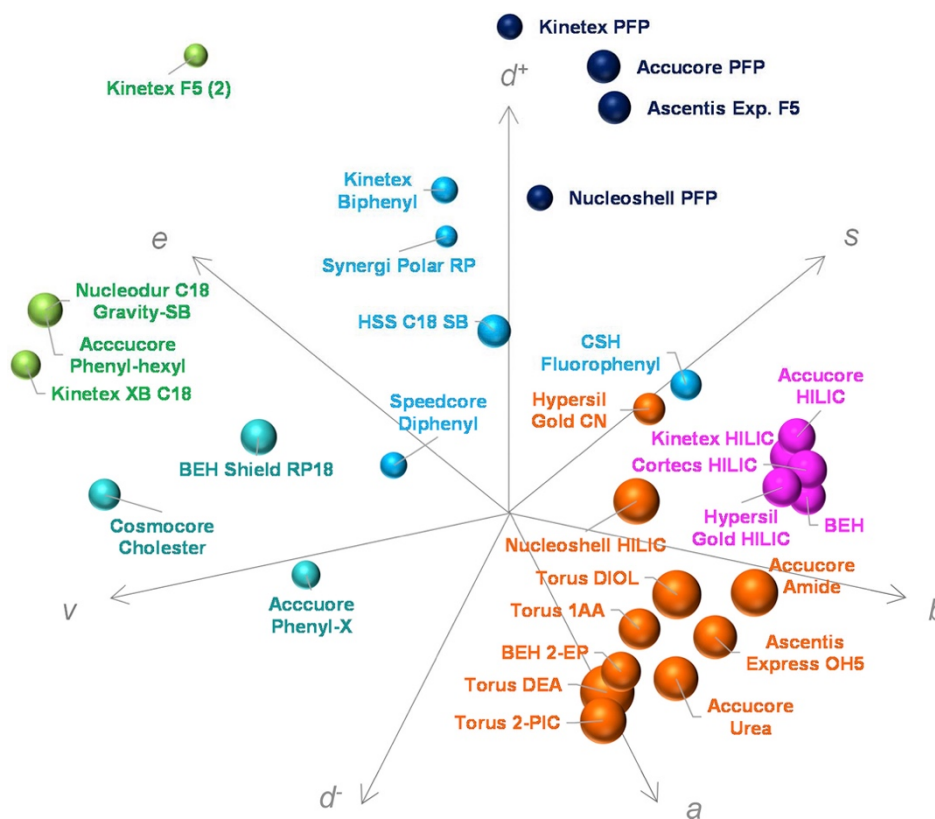 Kinetex PFP
Accucore PFP
d+
Kinetex F5 (2)
Ascentis Exp. F5
Kinetex
Biphenyl
Nucleoshell PFP
e
s
Synergi Polar RP
Nucleodur C18
Gravity-SB
HSS C18 SB
Acccucore
Phenyl-hexyl
CSH
Fluorophenyl
Kinetex XB C18
Accucore
HILIC
Speedcore
Diphenyl
Hypersil
Gold CN
Kinetex HILIC
BEH Shield RP18
Cortecs HILIC
Cosmocore
Cholester
Hypersil
Gold HILIC
BEH
Nucleoshell HILIC
Accucore
Amide
Torus DIOL
v
Acccuore
Phenyl-X
Torus 1AA
b
Ascentis
Express OH5
BEH 2-EP
Torus DEA
Accucore
Urea
Torus 2-PIC
d-
a